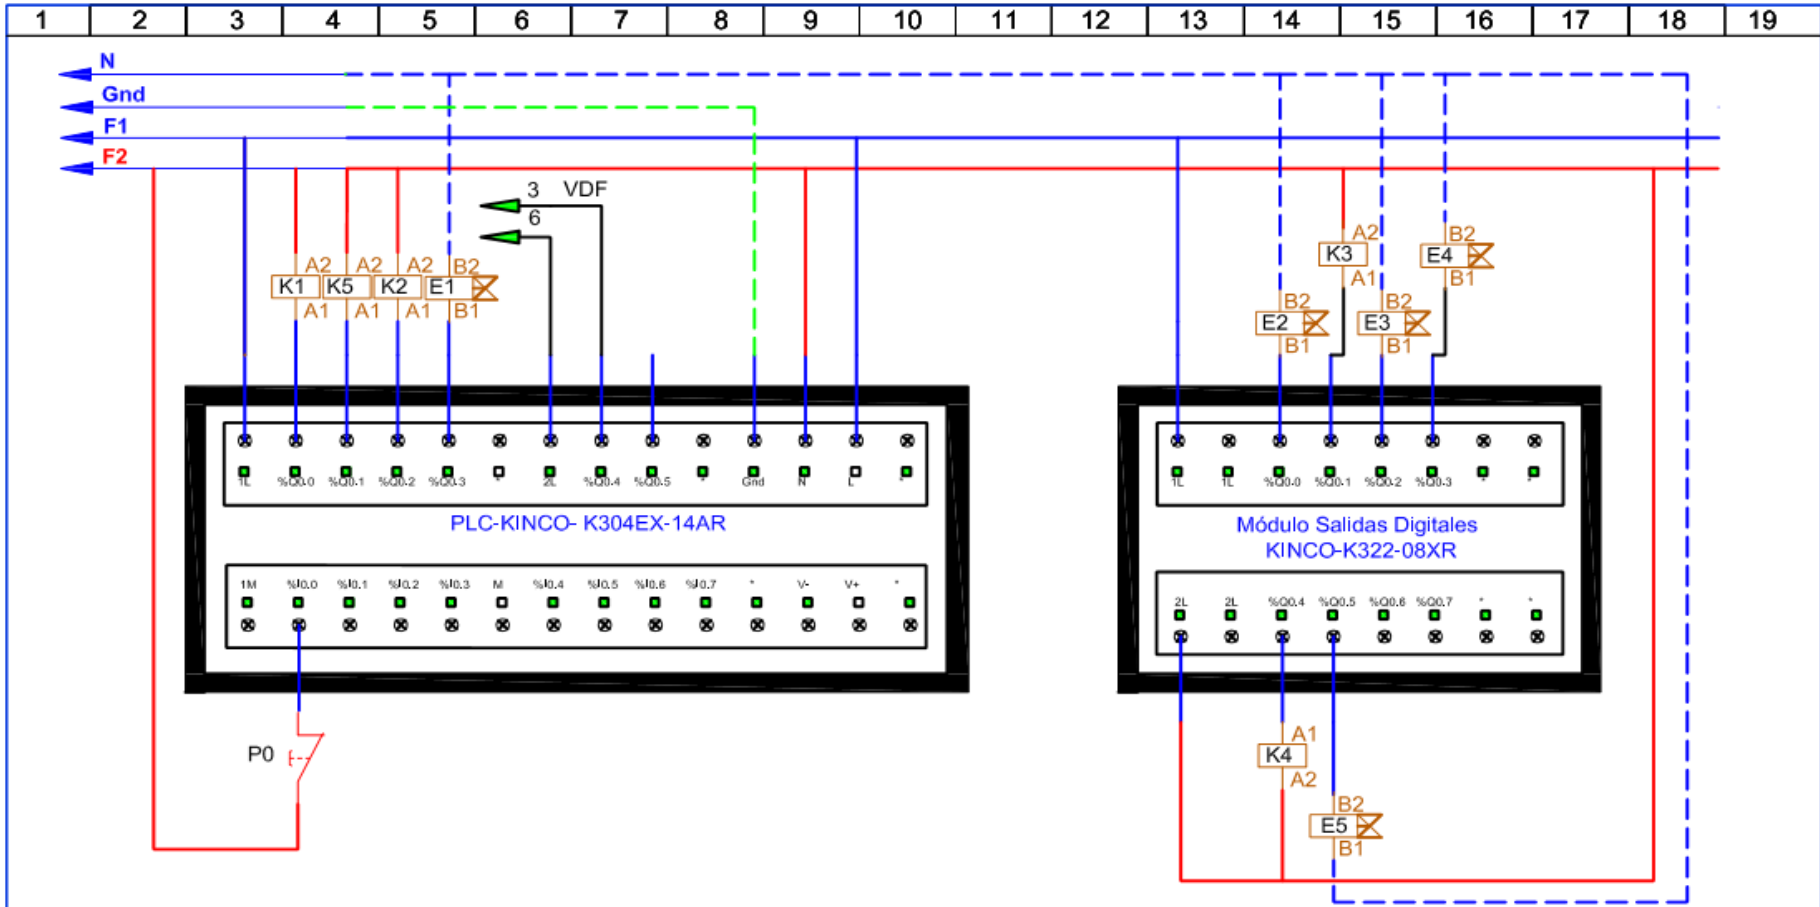 1 2 3 4 5 6 7 8 9 10 11 12 13 14 15 16 17 18 19
N
Gnd
F1
F2
3 VDF
6
A2 A2 A2 B2
K1 K5 K2 E1
A1 A1 A1 B1
A2 B2
K3 E4
A1 B1
B2 B2
E2 E3
B1 B1
1L %Q0.0 %Q0.1 %Q0.2 %Q0.3 * 2L %Q0.4 %Q0.5 * Gnd N L *
PLC-KINCO- K304EX-14AR
1M %I0.0 %I0.1 %I0.2 %I0.3 M %I0.4 %I0.5 %I0.6 %I0.7 * V- V+ *
1L 1L %Q0.0 %Q0.1 %Q0.2 %Q0.3 * *
Módulo Salidas Digitales
KINCO-K322-08XR
2L 2L %Q0.4 %Q0.5 %Q0.6 %Q0.7 * *
P0
A1
K4
A2
B2
E5
B1